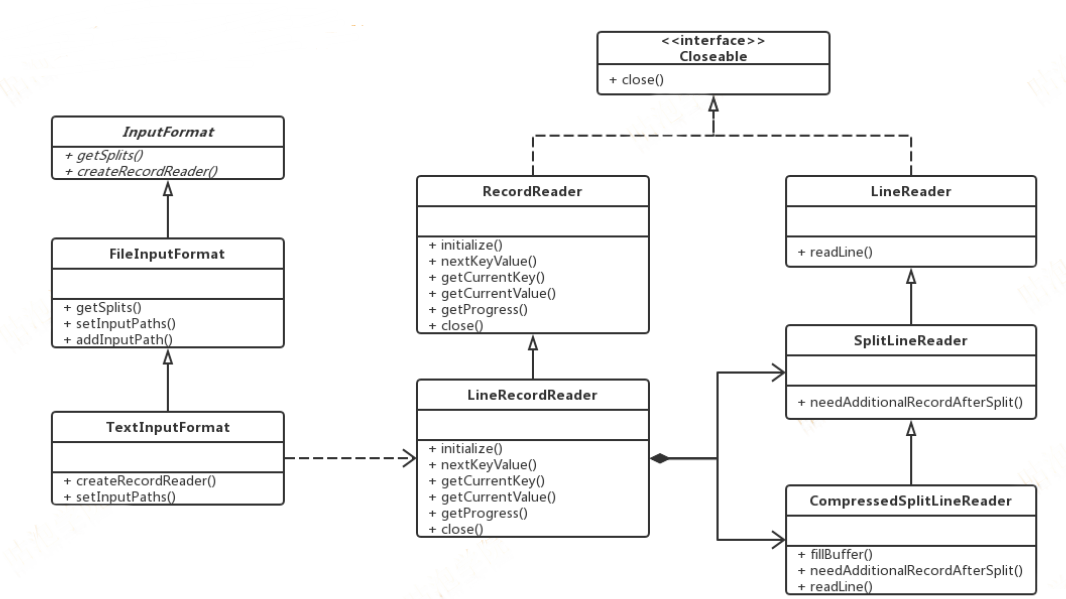 <<interface>>
Closeable
+ close()
InputFormat
+ getSplits()
+ createRecordReader()
FileInputFormat
+ getSplits()
+ setInputPaths()
+ addInputPath()
TextInputFormat
+ createRecordReader()
+ setInputPaths()
RecordReader
+ initialize()
+ nextKeyValue()
+ getCurrentKey()
+ getCurrentValue()
+ getProgress()
+ close()
LineRecordReader
+ initialize()
+ nextKeyValue()
+ getCurrentKey()
+ getCurrentValue()
+ getProgress()
+ close()
LineReader
+ readLine()
SplitLineReader
+ needAdditionalRecordAfterSplit()
CompressedSplitLineReader
+ fillBuffer()
+ needAdditionalRecordAfterSplit()
+ readLine()